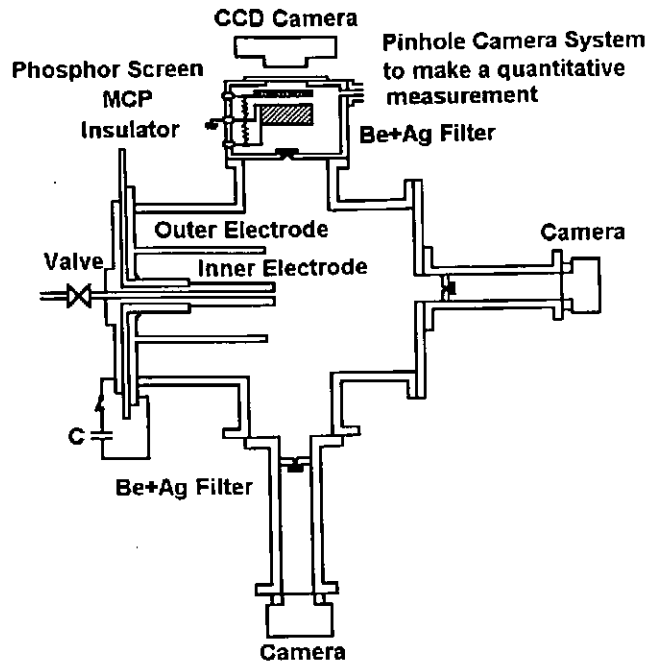 CCD Camera
Pinhole Camera System
to make a quantitative
measurement
Phosphor Screen
MCP
Insulator
Be+Ag Filter
Outer Electrode
Camera
Valve
Inner Electrode
C
Be+Ag Filter
Camera